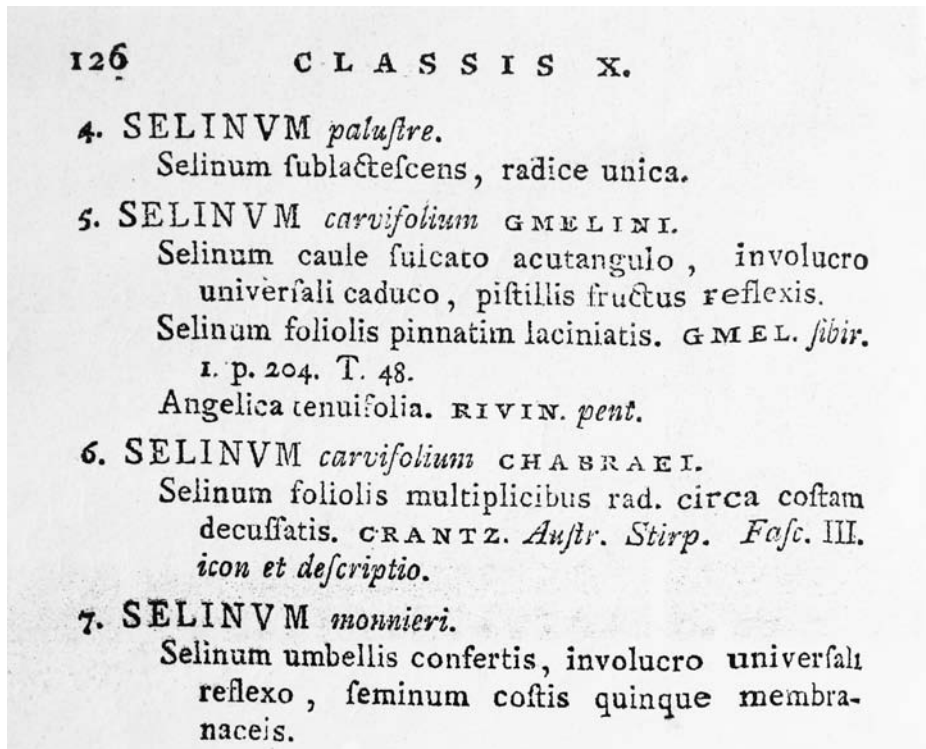 126 CLASSIS X.
4. SELINVM paluſtre.
Selinum ſublacteſcens, radice unica.
5. SELINVM carvifolium GMELINI.
Selinum caule ſulcato acutangulo, involucro
univerſali caduco, piſtillis fructus reflexis.
Selinum foliolis pinnatim laciniatis. GMEL. ſibir.
1. p. 204. T. 48.
Angelica tenuifolia. RIVIN. pent.
6. SELINVM carvifolium CHABRAEI.
Selinum foliolis multiplicibus rad. circa coſtam
decuſſatis. CRANTZ. Auſtr. Stirp. Faſc. III.
icon et deſcriptio.
7. SELINVM monnieri.
Selinum umbellis confertis, involucro univerſali
reflexo, ſeminum coſtis quinque membra-
naceis.